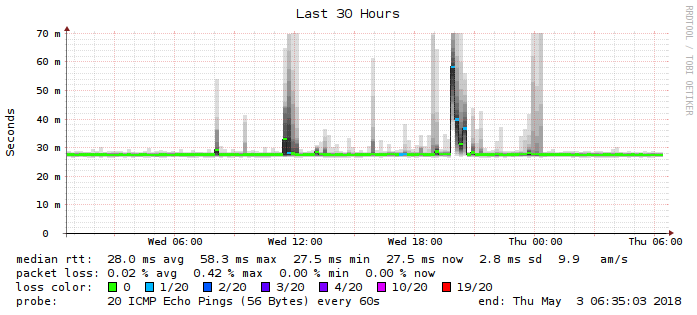 Last 30 Hours
RRDTOOL / TOBI OETIKER
Seconds
70 m
60 m
50 m
40 m
30 m
20 m
10 m
0
Wed 06:00 Wed 12:00 Wed 18:00 Thu 00:00 Thu 06:00
median rtt: 28.0 ms avg 58.3 ms max 27.5 ms min 27.5 ms now 2.8 ms sd 9.9 am/s
packet loss: 0.02 % avg 0.42 % max 0.00 % min 0.00 % now
loss color: 0 1/20 2/20 3/20 4/20 10/20 19/20
probe: 20 ICMP Echo Pings (56 Bytes) every 60s end: Thu May 3 06:35:03 2018